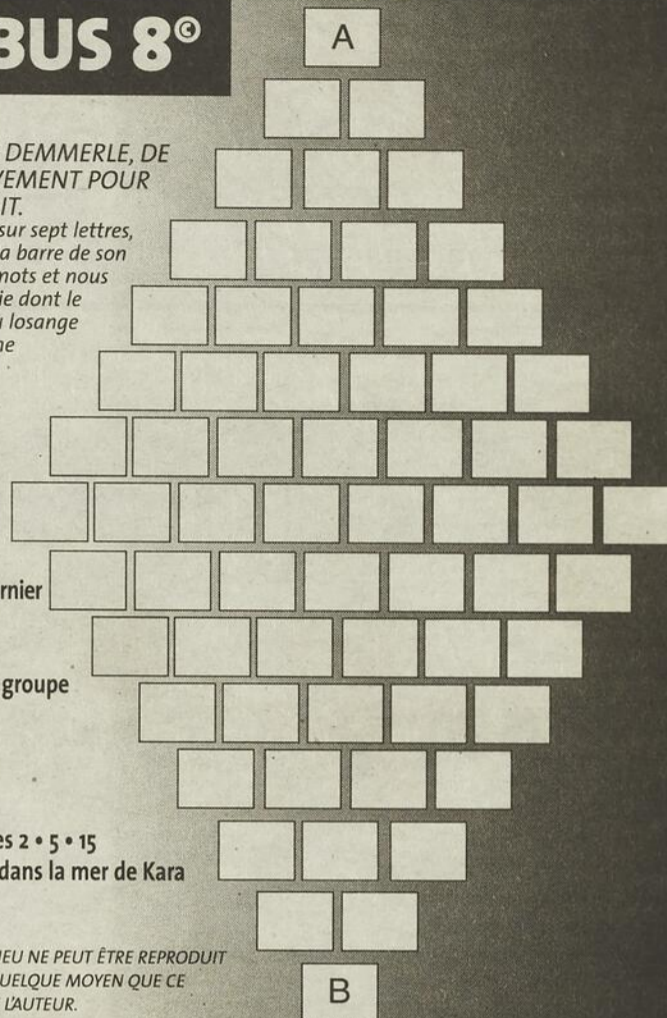 BUS 8©
A
DEMMERLE, DE
VEMENT POUR
IT.
sur sept lettres,
a barre de son
mots et nous
ie dont le
losange
ne
rnier
groupe
es 2 • 5 • 15
dans la mer de Kara
JEU NE PEUT ÊTRE REPRODUIT
UELQUE MOYEN QUE CE
L'AUTEUR.
B